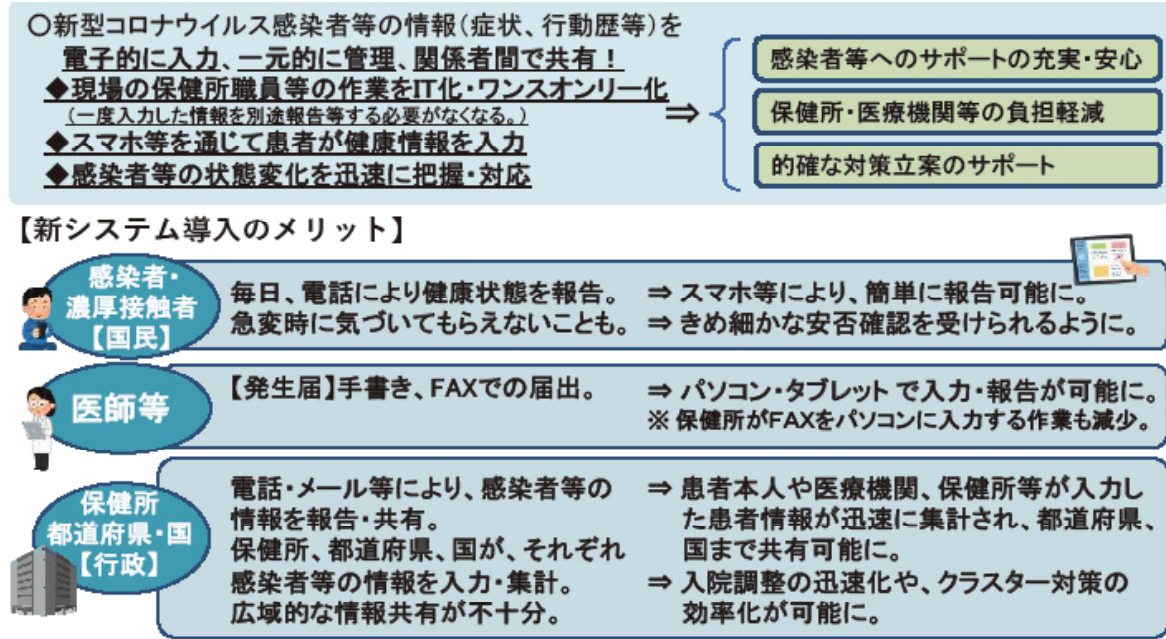 〇新型コロナウイルス感染者等の情報(症状、行動歴等)を
電子的に入力、一元的に管理、関係者間で共有！
◆現場の保健所職員等の作業をIT化・ワンスオンリー化
（一度入力した情報を別途報告等する必要がなくなる。）
◆スマホ等を通じて患者が健康情報を入力
◆感染者等の状態変化を迅速に把握・対応
⇒
感染者等へのサポートの充実・安心
保健所・医療機関等の負担軽減
的確な対策立案のサポート
【新システム導入のメリット】
感染者・
濃厚接触者
【国民】
毎日、電話により健康状態を報告。
急変時に気づいてもらえないことも。
⇒ スマホ等により、簡単に報告可能に。
⇒ きめ細かな安否確認を受けられるように。
医師等
【発生届】手書き、FAXでの届出。
⇒ パソコン・タブレット で入力・報告が可能に。
※ 保健所がFAXをパソコンに入力する作業も減少。
保健所
都道府県・国
【行政】
電話・メール等により、感染者等の
情報を報告・共有。
保健所、都道府県、国が、それぞれ
感染者等の情報を入力・集計。
広域的な情報共有が不十分。
⇒ 患者本人や医療機関、保健所等が入力し
た患者情報が迅速に集計され、都道府県、
国まで共有可能に。
⇒ 入院調整の迅速化や、クラスター対策の
効率化が可能に。